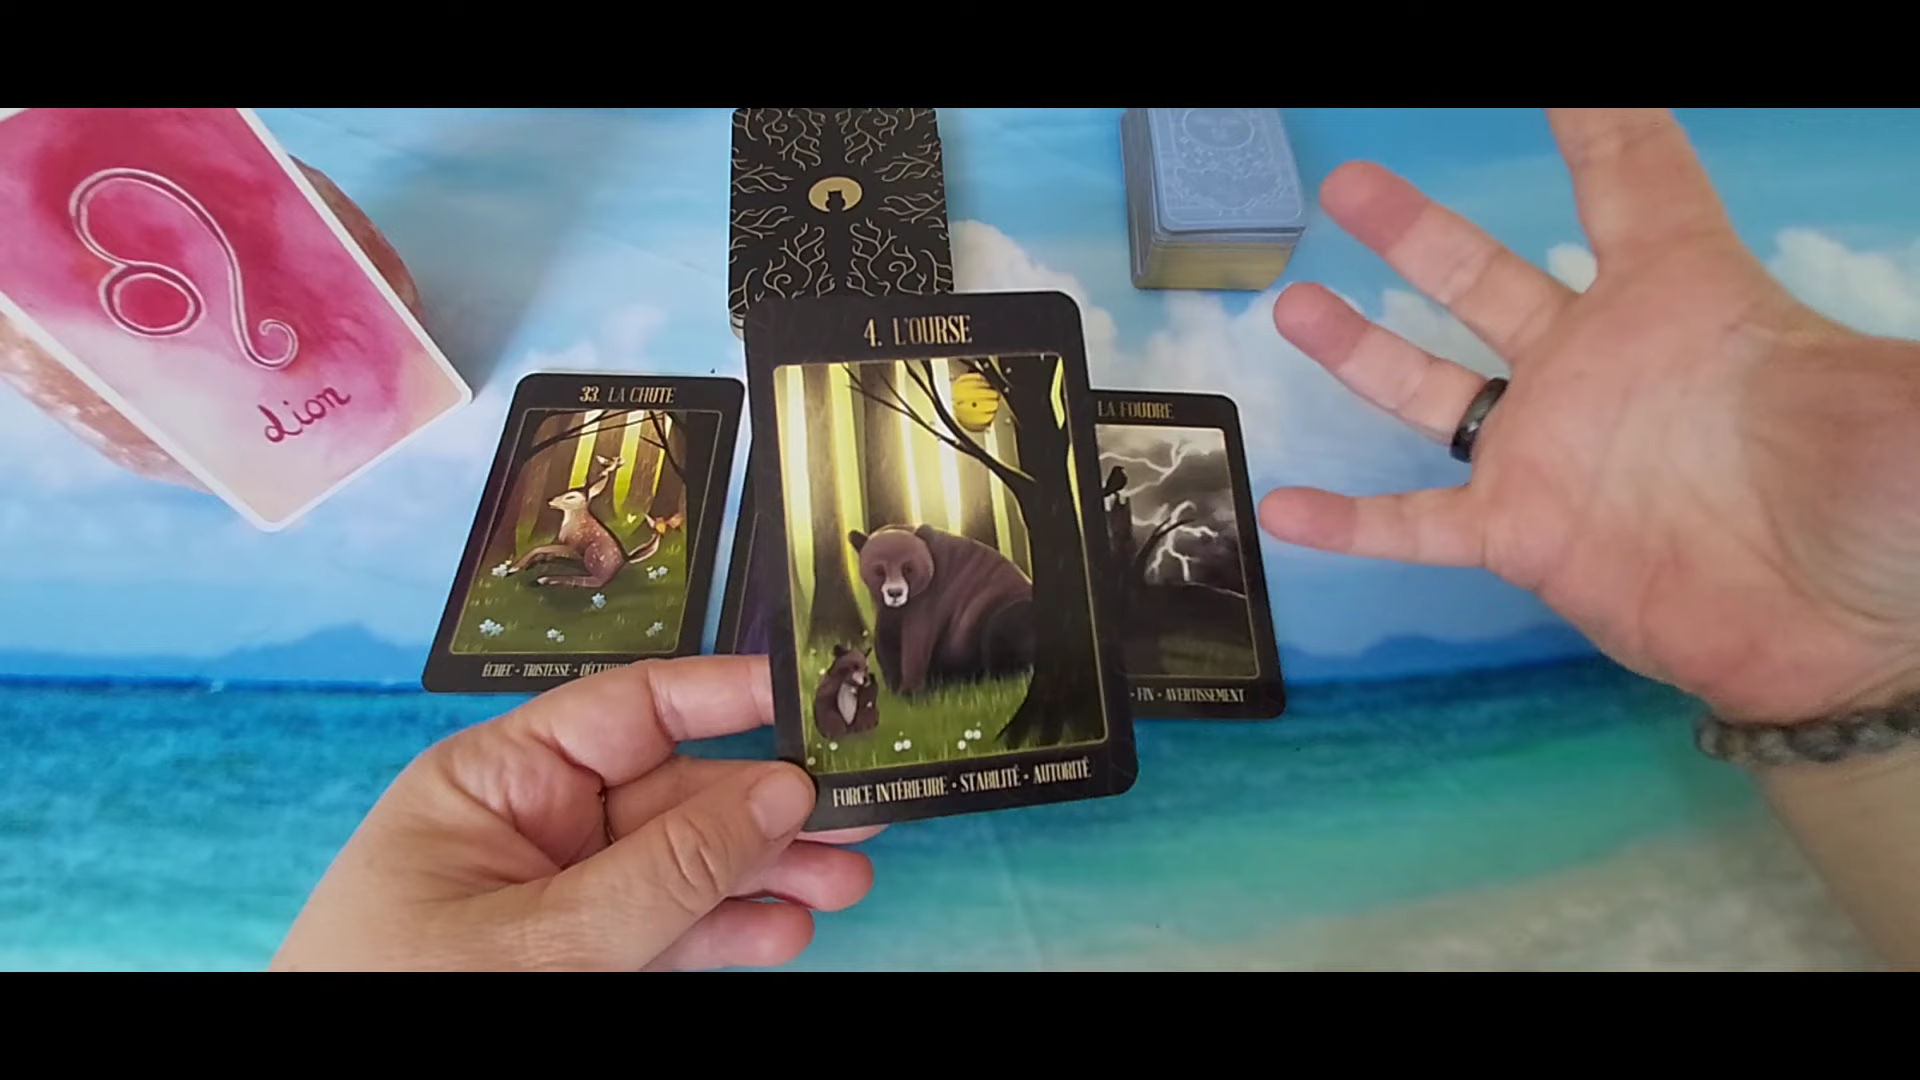 Lion
33. LA CHUTE
ÉCHEC • TRISTESSE •
4. L'OURSE
FORCE INTÉRIEURE • STABILITÉ • AUTORITÉ
LA FOUDRE
• FIN • AVERTISSEMENT